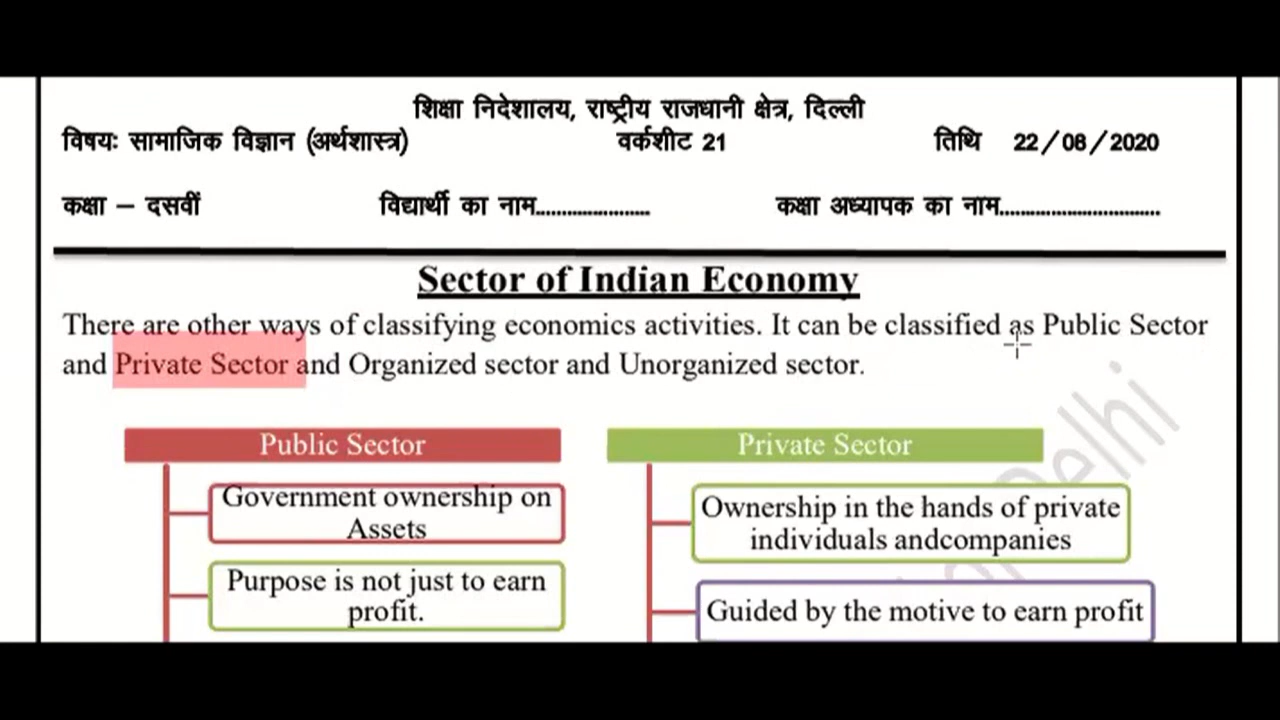 शिक्षा निदेशालय, राष्ट्रीय राजधानी क्षेत्र, दिल्ली
विषयः सामाजिक विज्ञान (अर्थशास्त्र) वर्कशीट 21 तिथि 22/08/2020
कक्षा – दसवीं विद्यार्थी का नाम...................... कक्षा अध्यापक का नाम...............................
Sector of Indian Economy
There are other ways of classifying economics activities. It can be classified as Public Sector
and Private Sector and Organized sector and Unorganized sector.
Public Sector
Government ownership on
Assets
Purpose is not just to earn
profit.
Private Sector
Ownership in the hands of private
individuals andcompanies
Guided by the motive to earn profit
Delhi